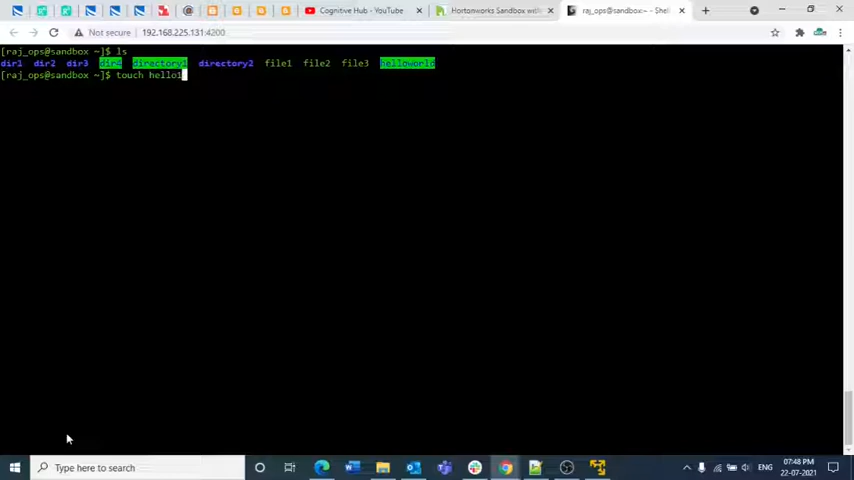 Cognitive Hub - YouTube
Hortonworks Sandbox with
raj_ops@sandbox:~ - Shell
Not secure
192.168.225.131:4200
[raj_ops@sandbox ~]$ ls
dir1 dir2 dir3 dir4 directory1 directory2 file1 file2 file3 helloworld
[raj_ops@sandbox ~]$ touch hello1
Type here to search
ENG
07:48 PM
22-07-2021